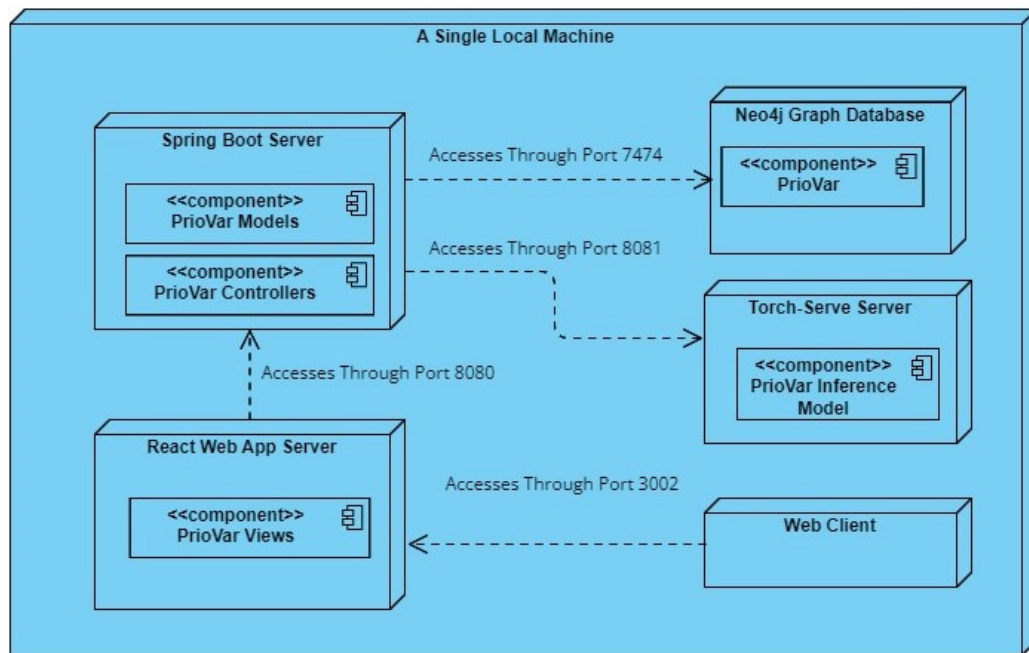 A Single Local Machine
Spring Boot Server
<<component>>
PrioVar Models
<<component>>
PrioVar Controllers
Accesses Through Port 7474
Neo4j Graph Database
<<component>>
PrioVar
Accesses Through Port 8081
Torch-Serve Server
<<component>>
PrioVar Inference
Model
Accesses Through Port 8080
React Web App Server
<<component>>
PrioVar Views
Accesses Through Port 3002
Web Client